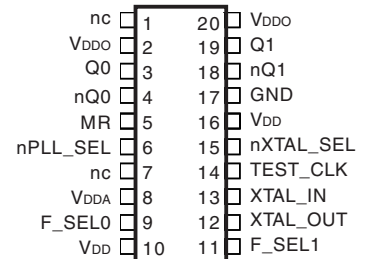 nc 1 20 VDDO
VDDO 2 19 Q1
Q0 3 18 nQ1
nQ0 4 17 GND
MR 5 16 VDD
nPLL_SEL 6 15 nXTAL_SEL
nc 7 14 TEST_CLK
VDDA 8 13 XTAL_IN
F_SEL0 9 12 XTAL_OUT
VDD 10 11 F_SEL1